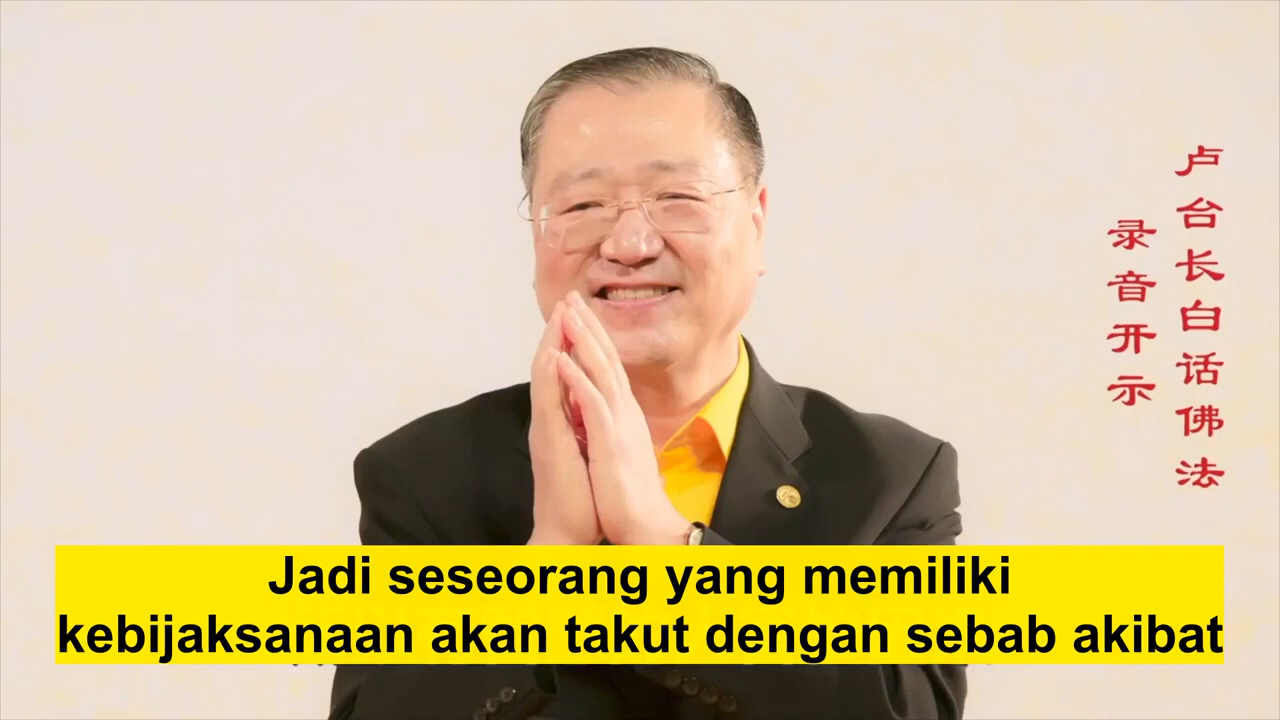 卢台长白话佛法
录音开示
Jadi seseorang yang memiliki
kebijaksanaan akan takut dengan sebab akibat